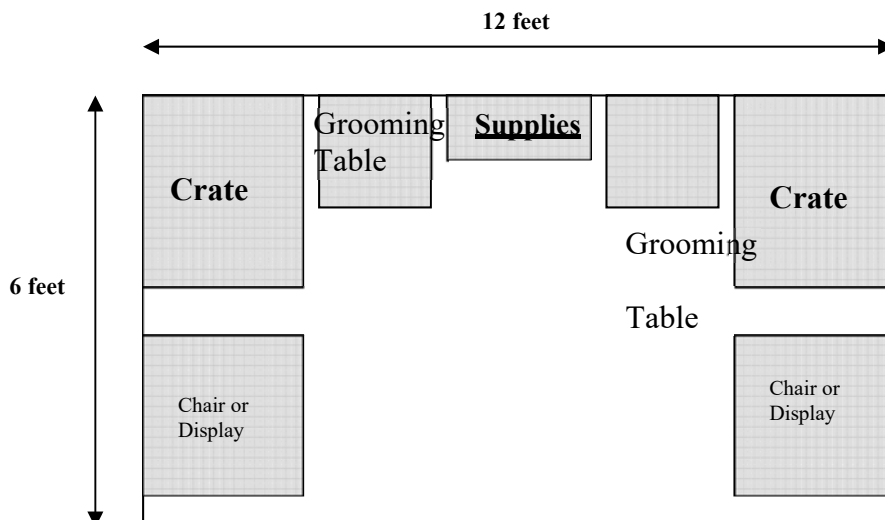 12 feet
Grooming
Table
Supplies
Crate
Crate
Grooming
6 feet
Table
Chair or
Display
Chair or
Display